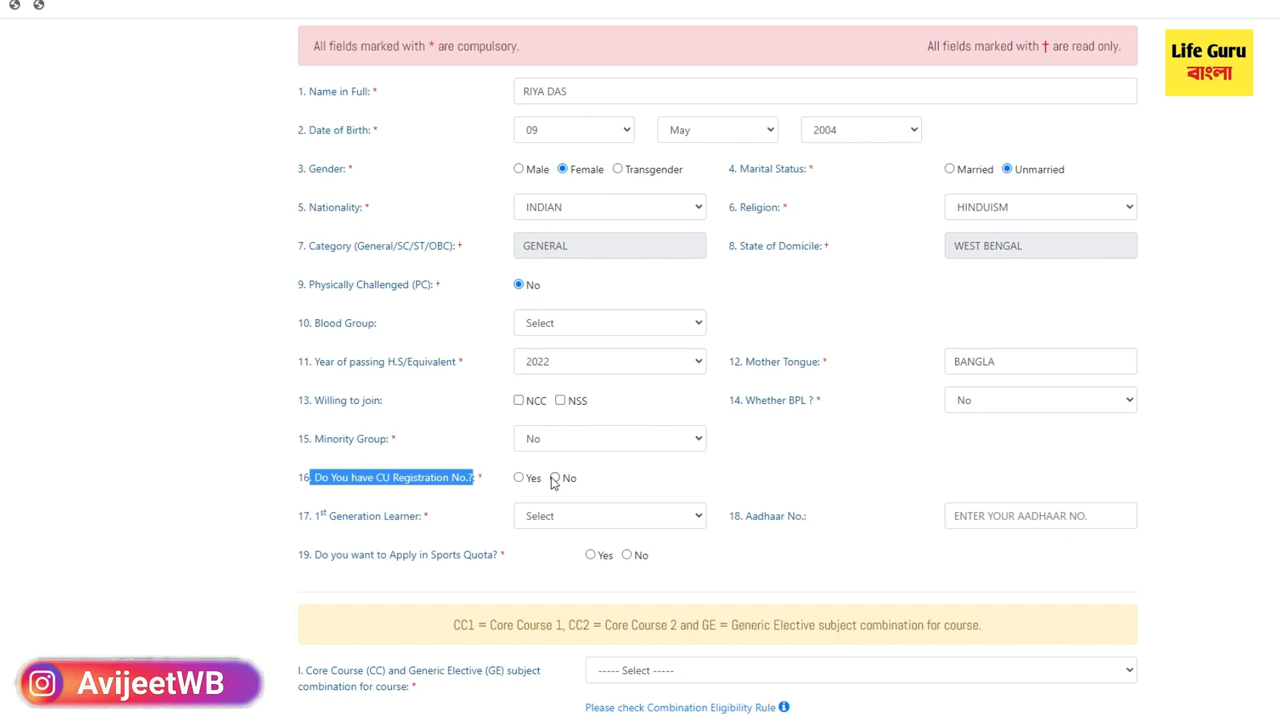 All fields marked with * are compulsory. All fields marked with † are read only.
Life Guru
বাংলা
1. Name in Full: * RIYA DAS
2. Date of Birth: * 09 May 2004
3. Gender: * Male Female Transgender 4. Marital Status: * Married Unmarried
5. Nationality: * INDIAN 6. Religion: * HINDUISM
7. Category (General/SC/ST/OBC): † GENERAL 8. State of Domicile: † WEST BENGAL
9. Physically Challenged (PC): † No
10. Blood Group: Select
11. Year of passing H.S/Equivalent * 2022 12. Mother Tongue: * BANGLA
13. Willing to join: NCC NSS 14. Whether BPL ? * No
15. Minority Group: * No
16. Do You have CU Registration No.?: * Yes No
17. 1st Generation Learner: * Select 18. Aadhaar No.: ENTER YOUR AADHAAR NO.
19. Do you want to Apply in Sports Quota? * Yes No
CC1 = Core Course 1, CC2 = Core Course 2 and GE = Generic Elective subject combination for course.
I. Core Course (CC) and Generic Elective (GE) subject ----- Select -----
combination for course: *
AvijeetWB
Please check Combination Eligibility Rule